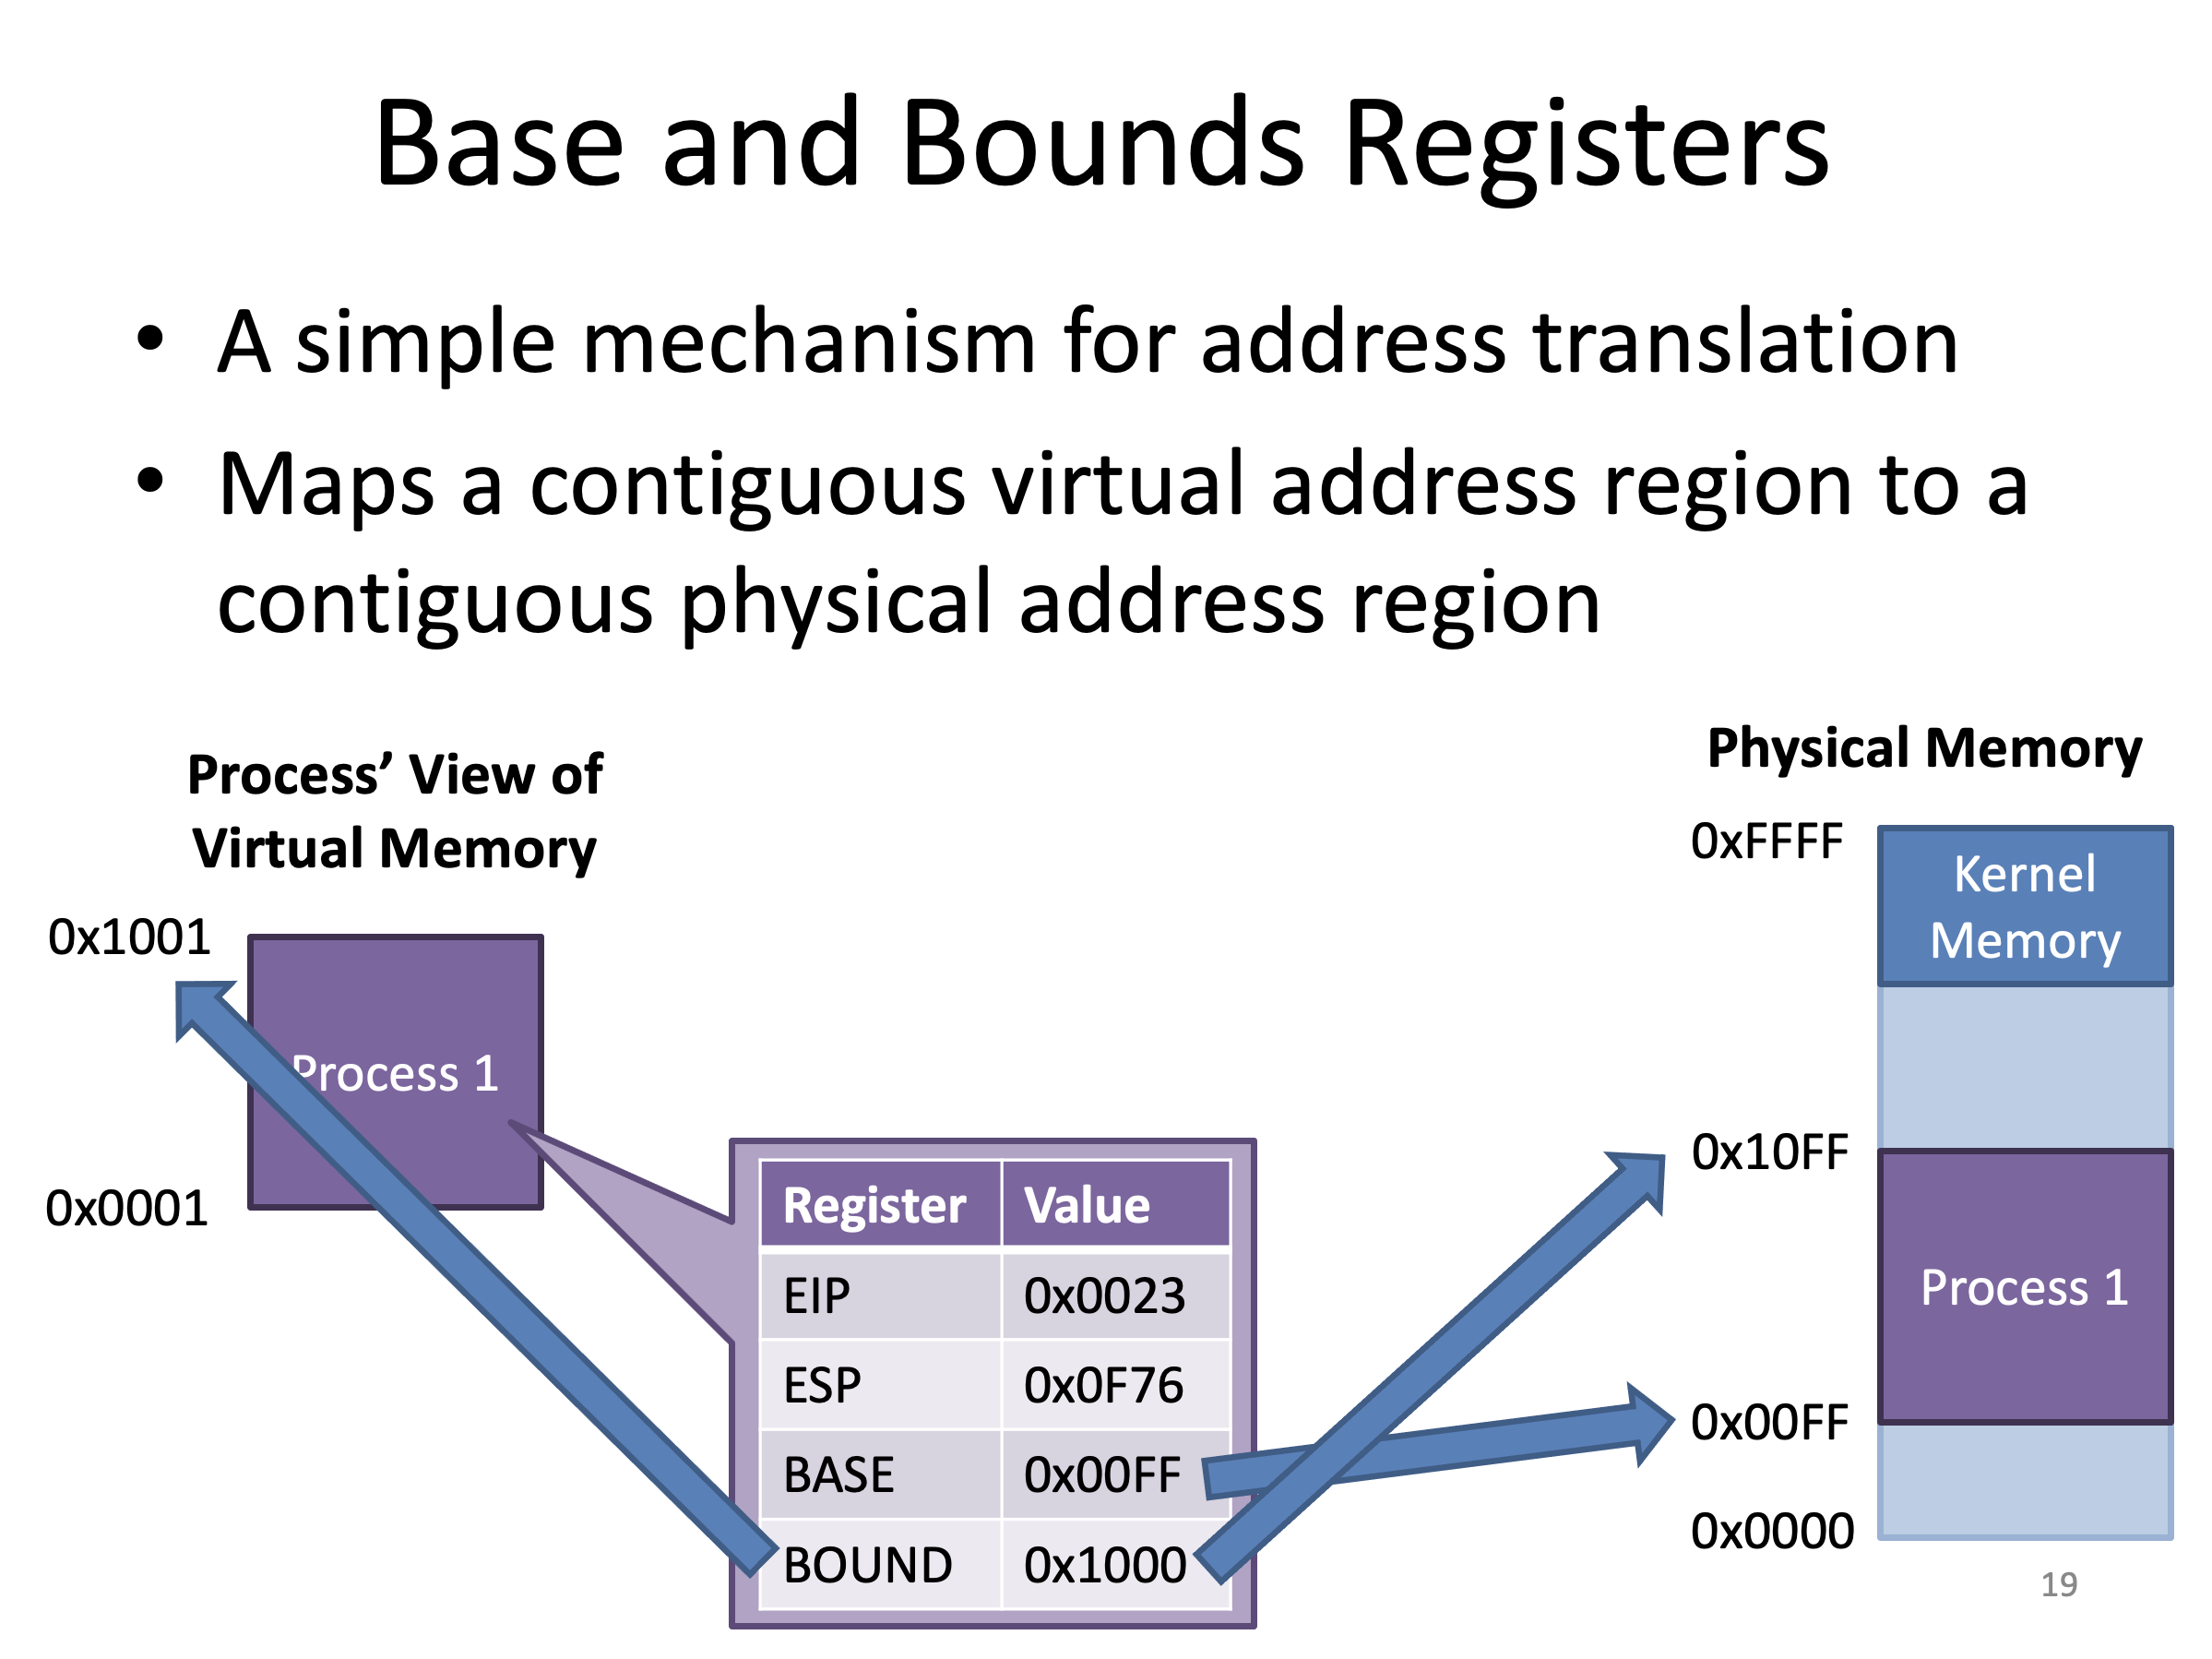 Base and Bounds Registers
• A simple mechanism for address translation
• Maps a contiguous virtual address region to a
contiguous physical address region
Process’ View of
Virtual Memory
0x1001
Process 1
0x0001
Register Value
EIP 0x0023
ESP 0x0F76
BASE 0x00FF
BOUND 0x1000
Physical Memory
0xFFFF
Kernel
Memory
0x10FF
Process 1
0x00FF
0x0000
19